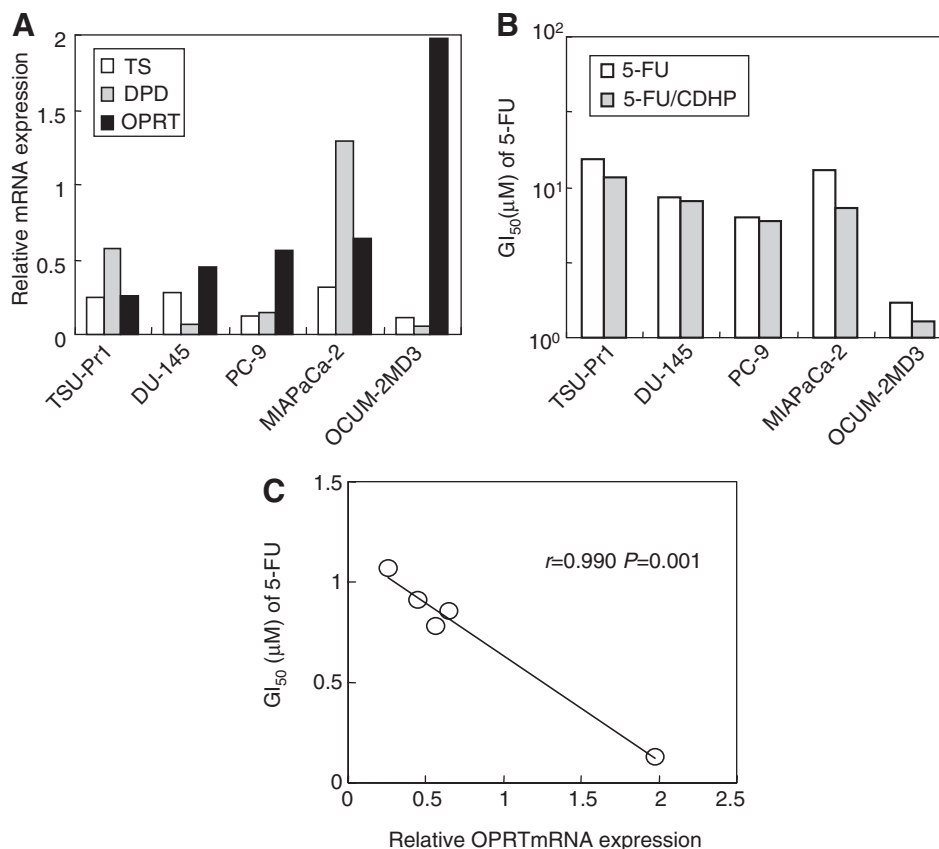 A
Relative mRNA expression
2
1.5
1
0.5
0
TS
DPD
OPRT
TSU-Pr1
DU-145
PC-9
MIAPaCa-2
OCUM-2MD3
B
GI₅₀(μM) of 5-FU
10²
10¹
10⁰
5-FU
5-FU/CDHP
TSU-Pr1
DU-145
PC-9
MIAPaCa-2
OCUM-2MD3
C
GI₅₀ (μM) of 5-FU
1.5
1
0.5
0
r=0.990 P=0.001
0 0.5 1 1.5 2 2.5
Relative OPRTmRNA expression